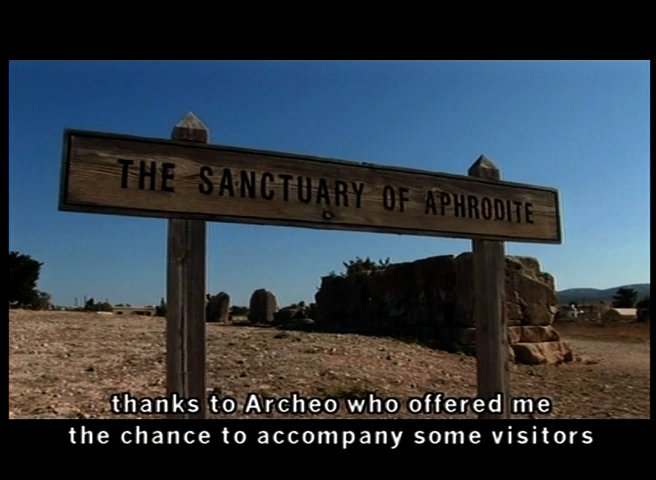 THE SANCTUARY OF APHRODITE
thanks to Archeo who offered me
the chance to accompany some visitors